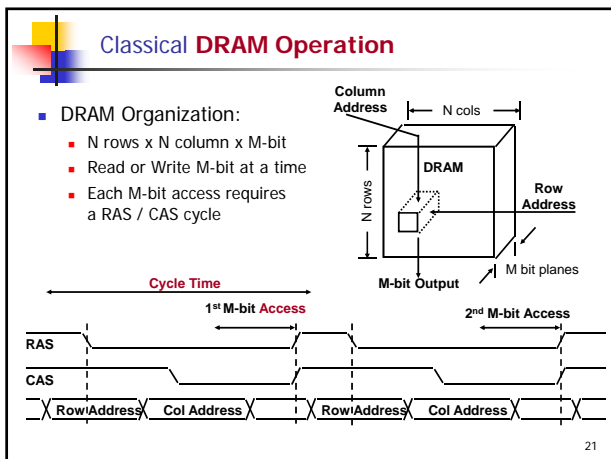 Classical DRAM Operation
DRAM Organization:
N rows x N column x M-bit
Read or Write M-bit at a time
Each M-bit access requires
a RAS / CAS cycle
Column
Address
N cols
DRAM
N rows
Row
Address
M bit planes
M-bit Output
Cycle Time
1st M-bit Access
2nd M-bit Access
RAS
CAS
Row Address Col Address Row Address Col Address
21